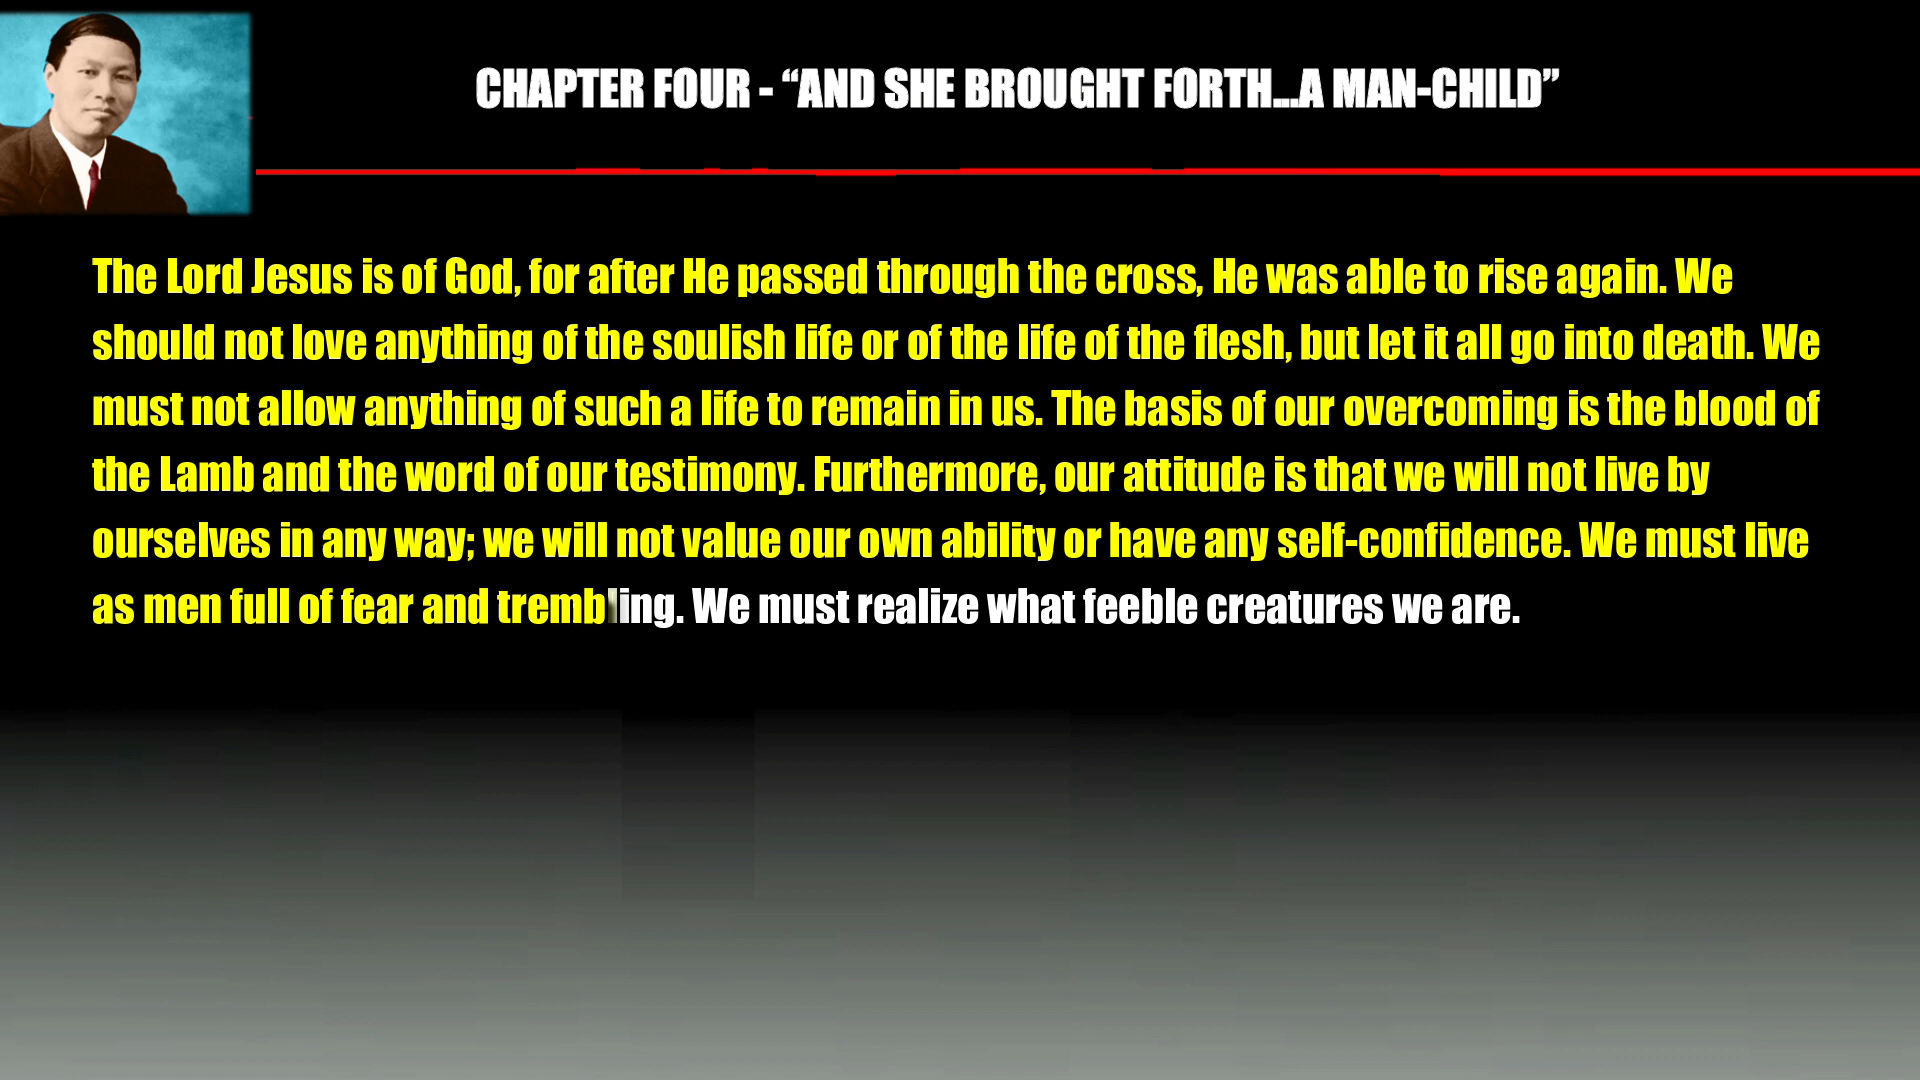 CHAPTER FOUR - “AND SHE BROUGHT FORTH...A MAN-CHILD”
The Lord Jesus is of God, for after He passed through the cross, He was able to rise again. We
should not love anything of the soulish life or of the life of the flesh, but let it all go into death. We
must not allow anything of such a life to remain in us. The basis of our overcoming is the blood of
the Lamb and the word of our testimony. Furthermore, our attitude is that we will not live by
ourselves in any way; we will not value our own ability or have any self-confidence. We must live
as men full of fear and trembling. We must realize what feeble creatures we are.